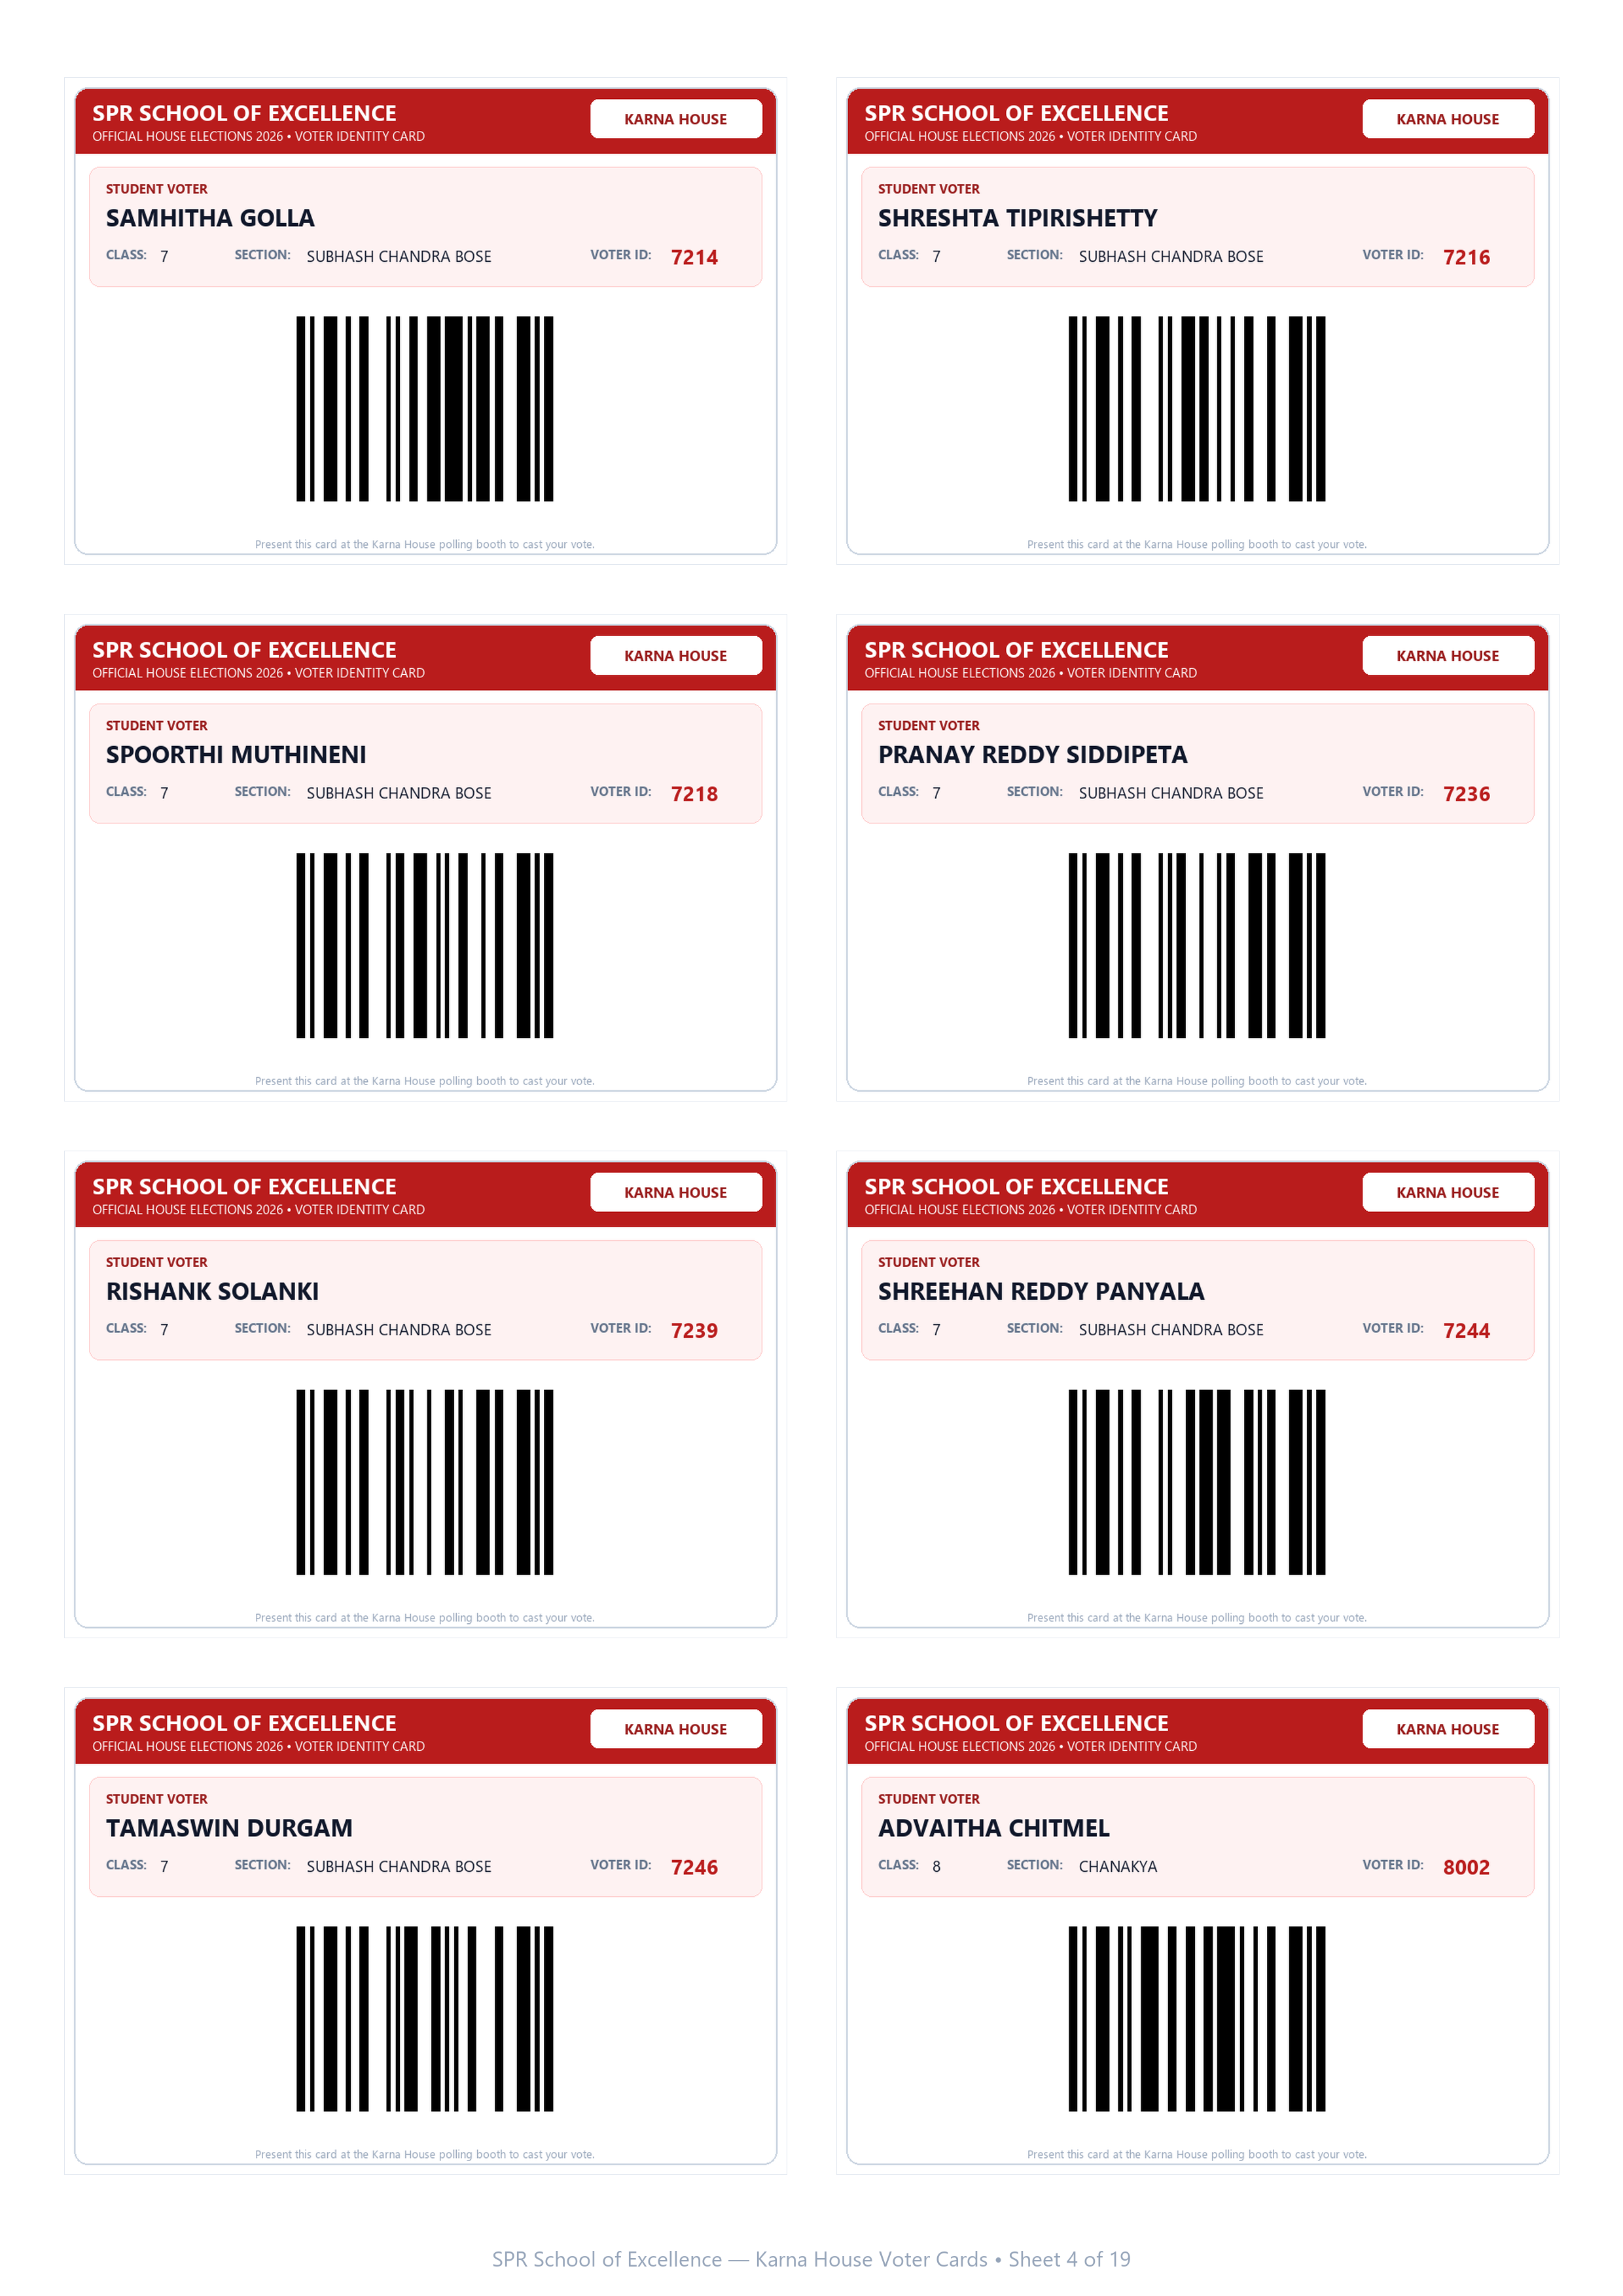 SPR SCHOOL OF EXCELLENCE
OFFICIAL HOUSE ELECTIONS 2026 • VOTER IDENTITY CARD
KARNA HOUSE
STUDENT VOTER
SAMHITHA GOLLA
CLASS: 7 SECTION: SUBHASH CHANDRA BOSE VOTER ID: 7214
Present this card at the Karna House polling booth to cast your vote.
SPR SCHOOL OF EXCELLENCE
OFFICIAL HOUSE ELECTIONS 2026 • VOTER IDENTITY CARD
KARNA HOUSE
STUDENT VOTER
SHRESHTA TIPIRISHETTY
CLASS: 7 SECTION: SUBHASH CHANDRA BOSE VOTER ID: 7216
Present this card at the Karna House polling booth to cast your vote.
SPR SCHOOL OF EXCELLENCE
OFFICIAL HOUSE ELECTIONS 2026 • VOTER IDENTITY CARD
KARNA HOUSE
STUDENT VOTER
SPOORTHI MUTHINENI
CLASS: 7 SECTION: SUBHASH CHANDRA BOSE VOTER ID: 7218
Present this card at the Karna House polling booth to cast your vote.
SPR SCHOOL OF EXCELLENCE
OFFICIAL HOUSE ELECTIONS 2026 • VOTER IDENTITY CARD
KARNA HOUSE
STUDENT VOTER
PRANAY REDDY SIDDIPETA
CLASS: 7 SECTION: SUBHASH CHANDRA BOSE VOTER ID: 7236
Present this card at the Karna House polling booth to cast your vote.
SPR SCHOOL OF EXCELLENCE
OFFICIAL HOUSE ELECTIONS 2026 • VOTER IDENTITY CARD
KARNA HOUSE
STUDENT VOTER
RISHANK SOLANKI
CLASS: 7 SECTION: SUBHASH CHANDRA BOSE VOTER ID: 7239
Present this card at the Karna House polling booth to cast your vote.
SPR SCHOOL OF EXCELLENCE
OFFICIAL HOUSE ELECTIONS 2026 • VOTER IDENTITY CARD
KARNA HOUSE
STUDENT VOTER
SHREEHAN REDDY PANYALA
CLASS: 7 SECTION: SUBHASH CHANDRA BOSE VOTER ID: 7244
Present this card at the Karna House polling booth to cast your vote.
SPR SCHOOL OF EXCELLENCE
OFFICIAL HOUSE ELECTIONS 2026 • VOTER IDENTITY CARD
KARNA HOUSE
STUDENT VOTER
TAMASWIN DURGAM
CLASS: 7 SECTION: SUBHASH CHANDRA BOSE VOTER ID: 7246
Present this card at the Karna House polling booth to cast your vote.
SPR SCHOOL OF EXCELLENCE
OFFICIAL HOUSE ELECTIONS 2026 • VOTER IDENTITY CARD
KARNA HOUSE
STUDENT VOTER
ADVAITHA CHITMEL
CLASS: 8 SECTION: CHANAKYA VOTER ID: 8002
Present this card at the Karna House polling booth to cast your vote.
SPR School of Excellence — Karna House Voter Cards • Sheet 4 of 19